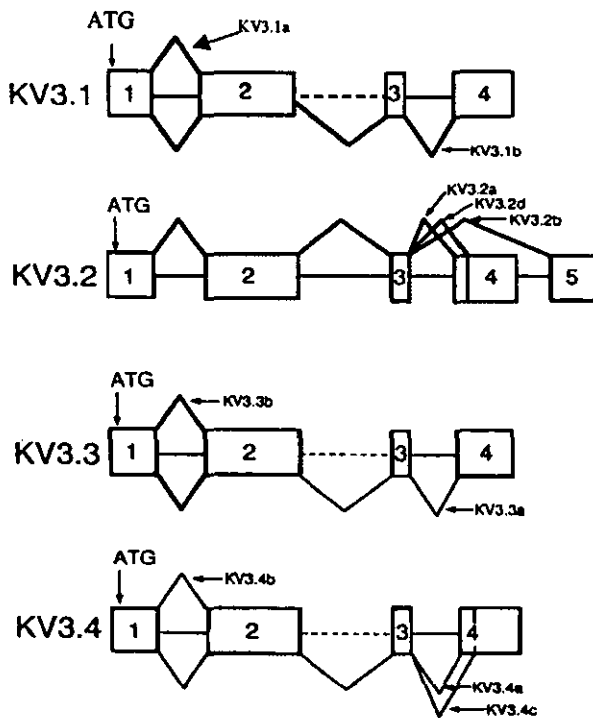 ATG
KV3.1a
KV3.1 1 2 3 4
KV3.1b
KV3.2a
KV3.2d
ATG KV3.2b
KV3.2 1 2 3 4 5
ATG
KV3.3b
KV3.3 1 2 3 4
KV3.3a
ATG
KV3.4b
KV3.4 1 2 3 4
KV3.4a
KV3.4c